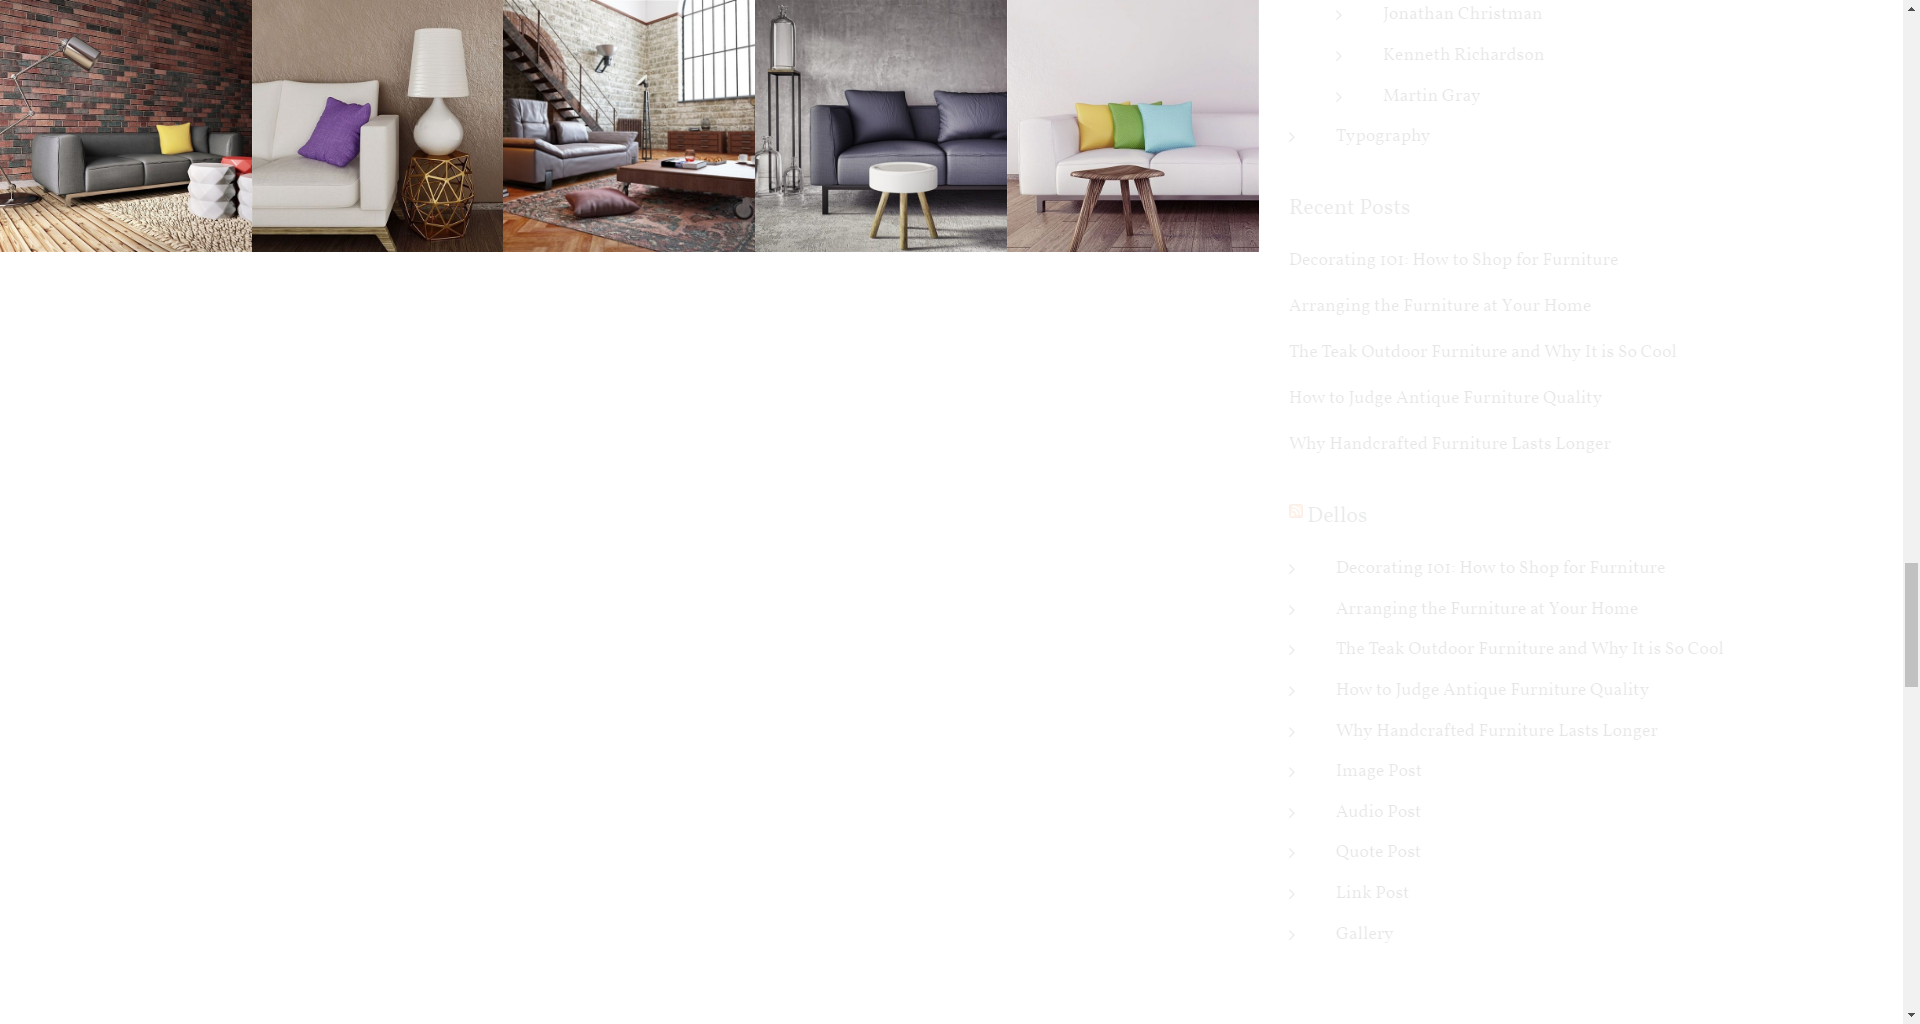 Jonathan Christman
Kenneth Richardson
Martin Gray
Typography
Recent Posts
Decorating 101: How to Shop for Furniture
Arranging the Furniture at Your Home
The Teak Outdoor Furniture and Why It is So Cool
How to Judge Antique Furniture Quality
Why Handcrafted Furniture Lasts Longer
Dellos
Decorating 101: How to Shop for Furniture
Arranging the Furniture at Your Home
The Teak Outdoor Furniture and Why It is So Cool
How to Judge Antique Furniture Quality
Why Handcrafted Furniture Lasts Longer
Image Post
Audio Post
Quote Post
Link Post
Gallery